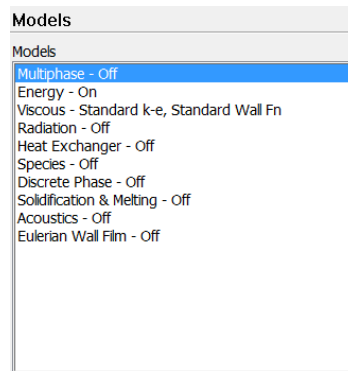 Models
Models
Multiphase - Off
Energy - On
Viscous - Standard k-e, Standard Wall Fn
Radiation - Off
Heat Exchanger - Off
Species - Off
Discrete Phase - Off
Solidification & Melting - Off
Acoustics - Off
Eulerian Wall Film - Off